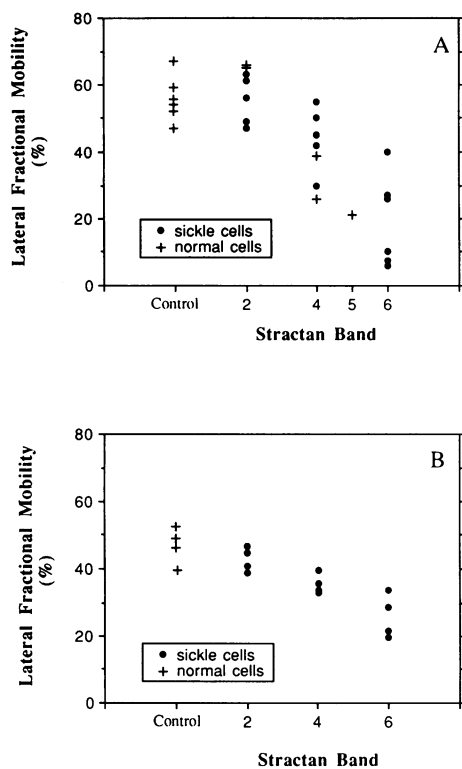 A
Lateral Fractional Mobility
(%)
80
60
40
20
0
● sickle cells
+ normal cells
Control 2 4 5 6
Stractan Band
B
Lateral Fractional Mobility
(%)
80
60
40
20
0
● sickle cells
+ normal cells
Control 2 4 6
Stractan Band